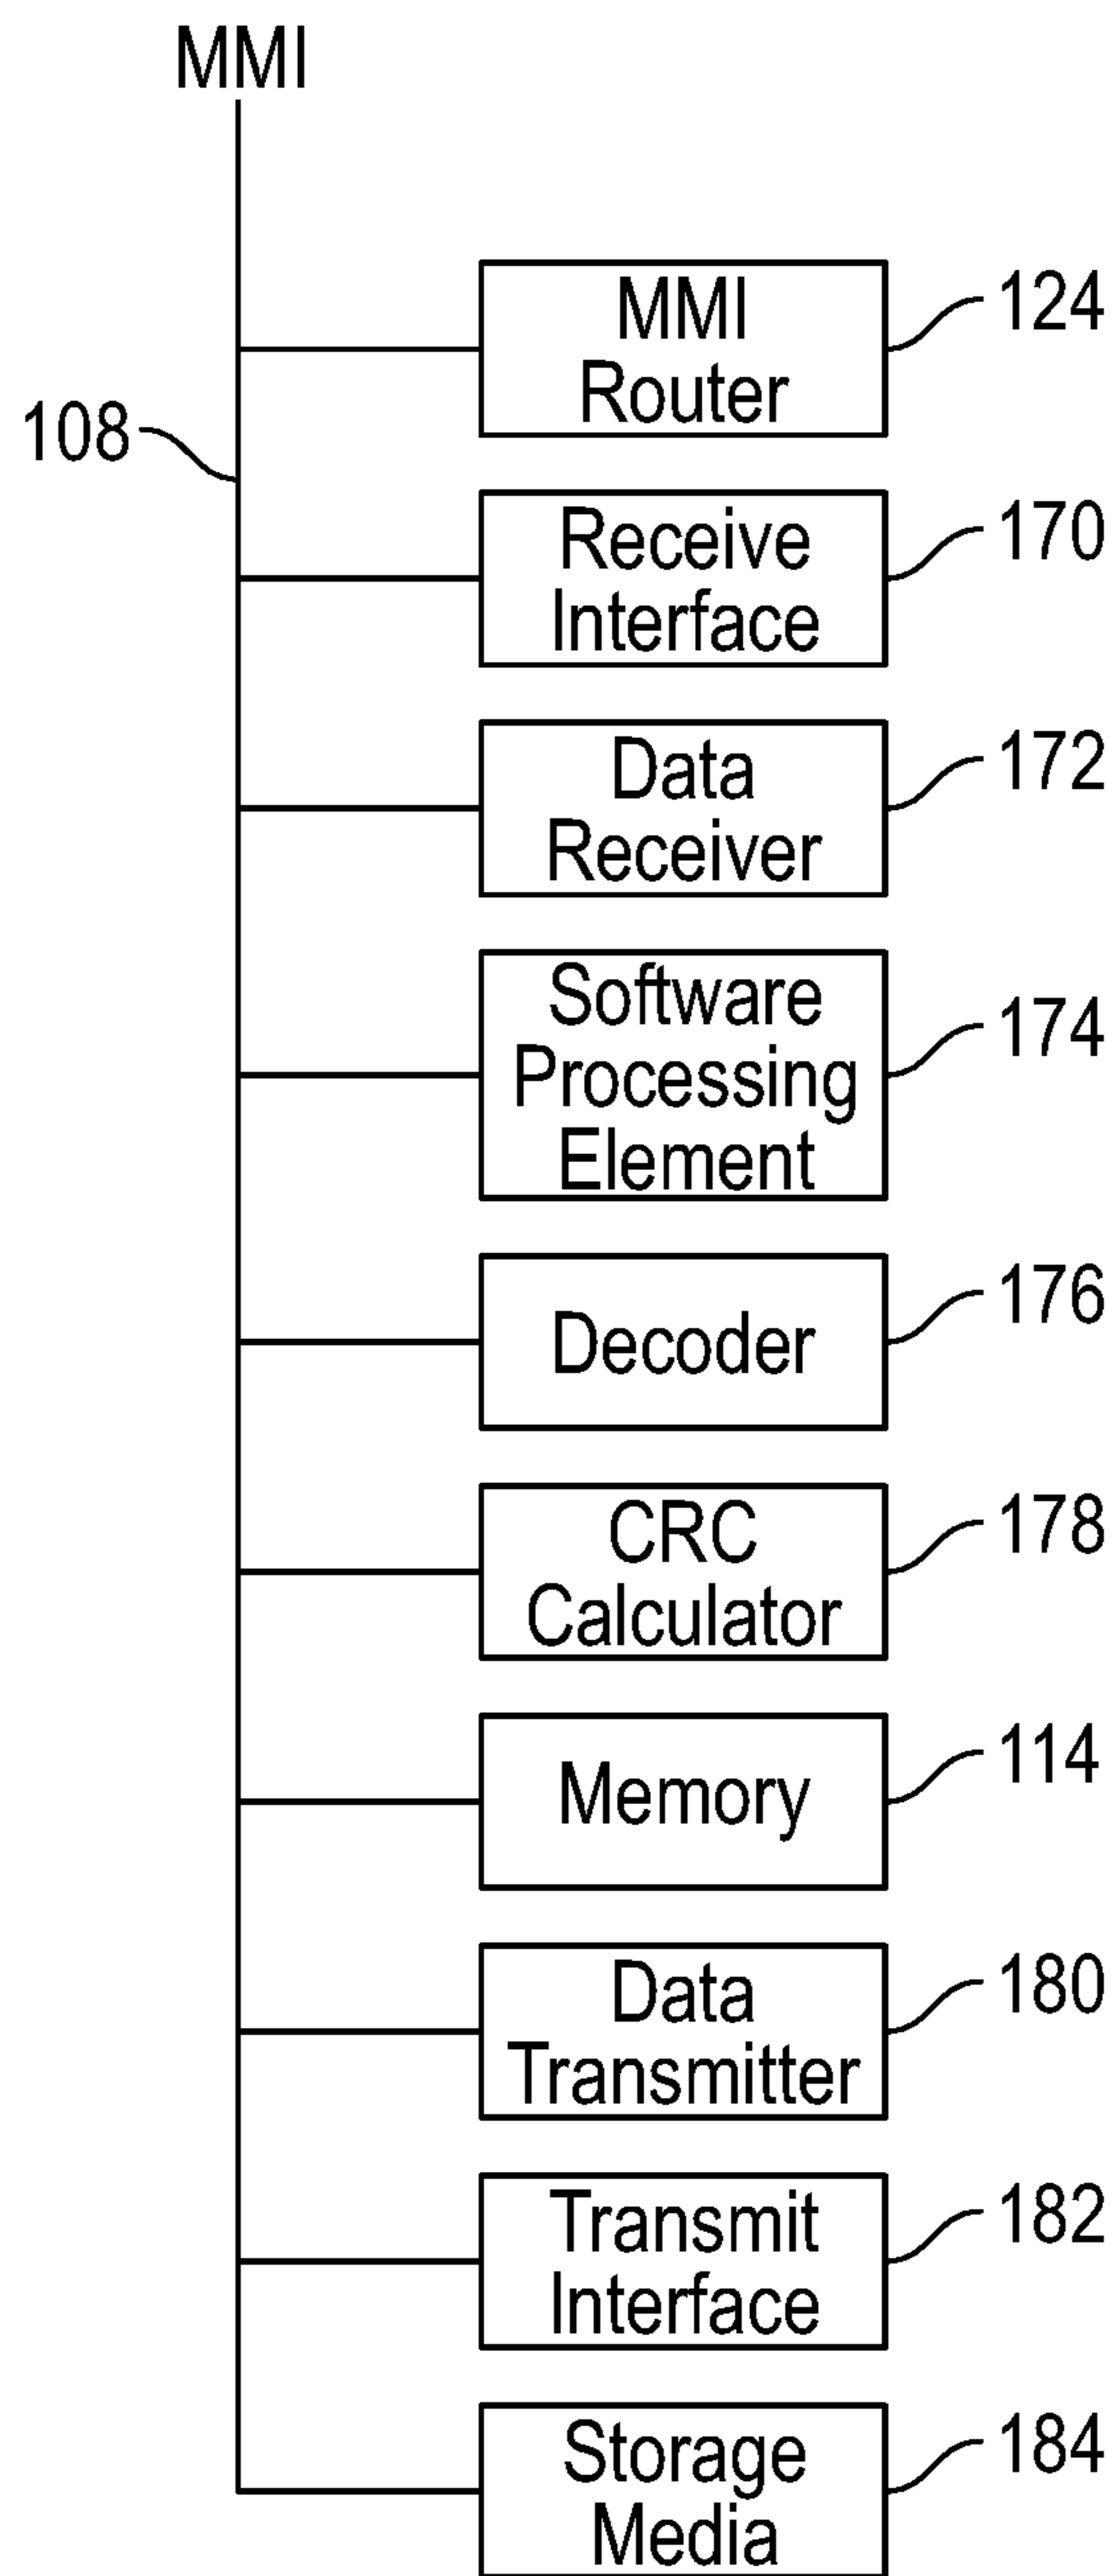 MMI
MMI
Router
124
108
Receive
Interface
170
Data
Receiver
172
Software
Processing
Element
174
Decoder
176
CRC
Calculator
178
Memory
114
Data
Transmitter
180
Transmit
Interface
182
Storage
Media
184